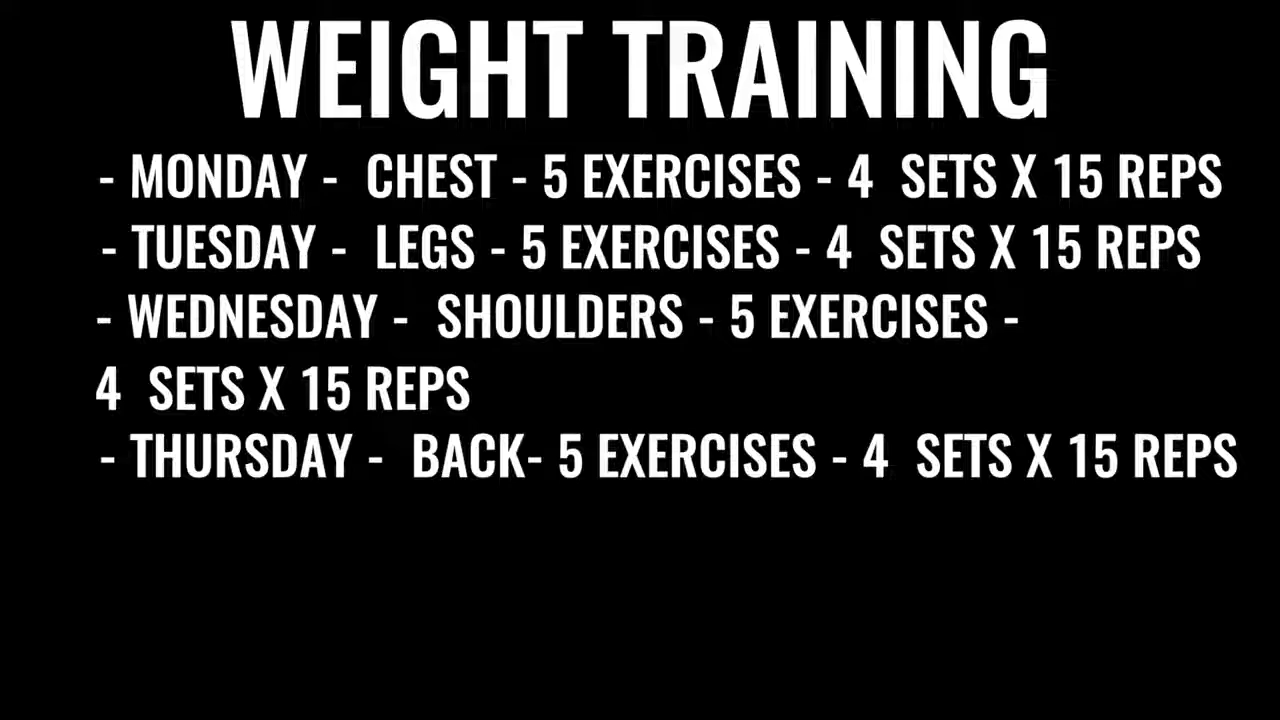 WEIGHT TRAINING
- MONDAY -  CHEST - 5 EXERCISES - 4  SETS X 15 REPS
- TUESDAY -  LEGS - 5 EXERCISES - 4  SETS X 15 REPS
- WEDNESDAY -  SHOULDERS - 5 EXERCISES -
4  SETS X 15 REPS
- THURSDAY -  BACK- 5 EXERCISES - 4  SETS X 15 REPS